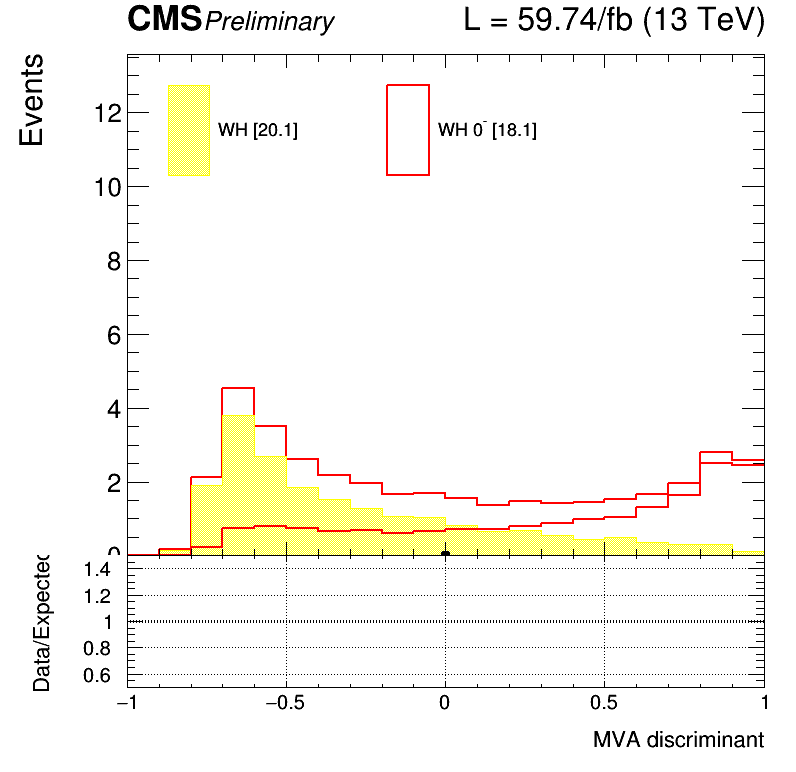 CMS Preliminary L = 59.74/fb (13 TeV)
Events
WH [20.1]
WH 0⁻ [18.1]
12
10
8
6
4
2
0
Data/Expected
1.4
1.2
1
0.8
0.6
−1 −0.5 0 0.5 1
MVA discriminant